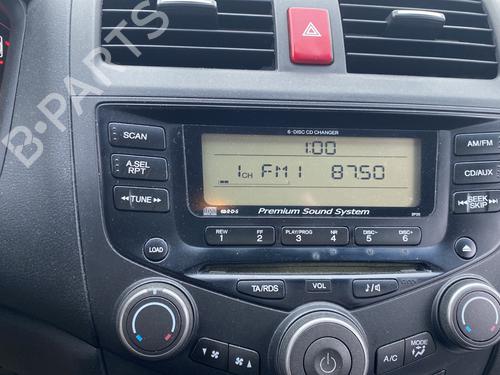 B-PARTS
6-DISC CD CHANGER
SCAN
1:00
AM/FM
A.SEL
RPT
1CH FM1 87.50
CD/AUX
TUNE
R·D·S
Premium Sound System
SEEK
SKIP
REW
1
FF
2
PLAY/PROG
3
NR
4
DISC-
5
DISC+
6
LOAD
TA/RDS
VOL
A/C
MODE